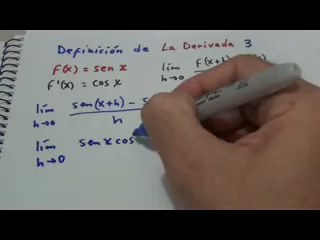 Definición de La Derivada 3
f(x) = sen x
lím h→0 f(x+h)
f'(x) = cos x
lím h→0 sen(x+h) - h
lím h→0 sen x cos